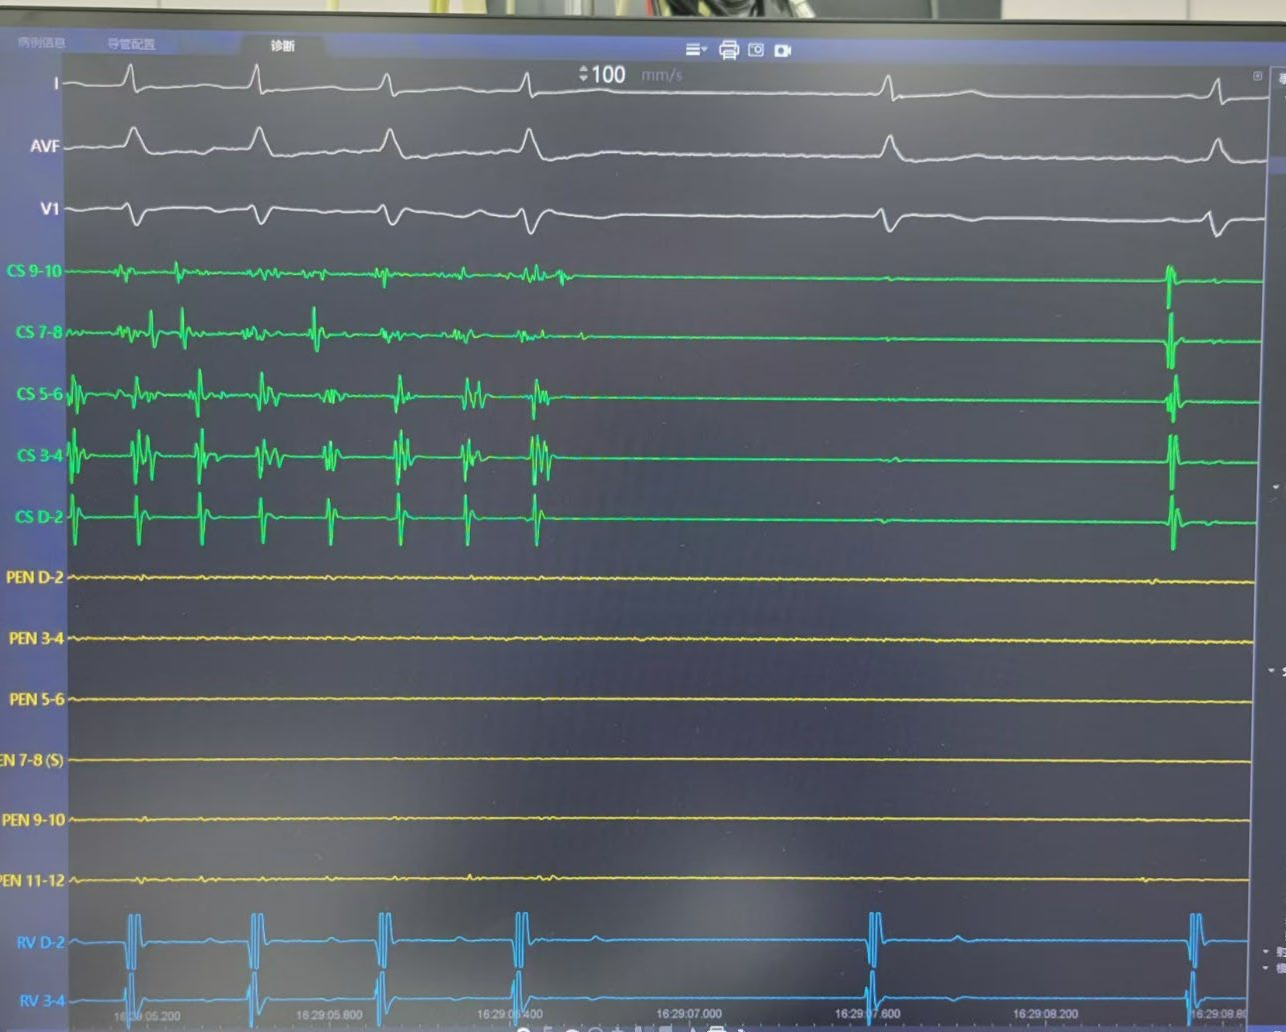 病例信息 导管配置 诊断
100 mm/s
I
AVF
V1
CS 9-10
CS 7-8
CS 5-6
CS 3-4
CS D-2
PEN D-2
PEN 3-4
PEN 5-6
EN 7-8 (S)
PEN 9-10
PEN 11-12
RV D-2
RV 3-4
16:29:05.200 16:29:05.800 16:29:06.400 16:29:07.000 16:29:07.600 16:29:08.200 16:29:08.80